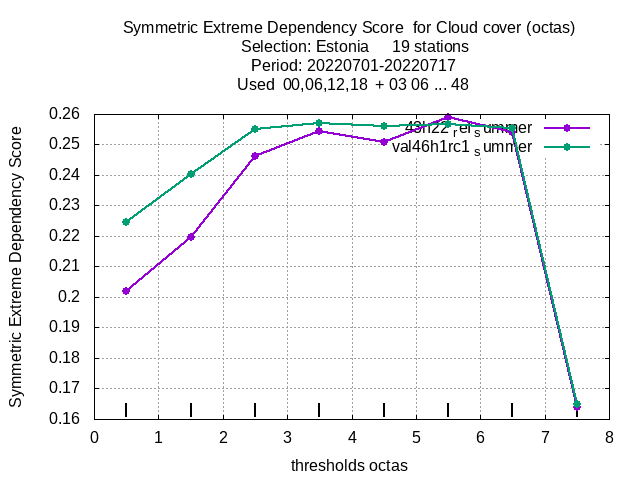 Symmetric Extreme Dependency Score  for Cloud cover (octas)
Selection: Estonia     19 stations
Period: 20220701-20220717
Used  00,06,12,18  + 03 06 ... 48
Symmetric Extreme Dependency Score
0.26
0.25
0.24
0.23
0.22
0.21
0.2
0.19
0.18
0.17
0.16
val46h1rc1 summer
0 1 2 3 4 5 6 7 8
thresholds octas